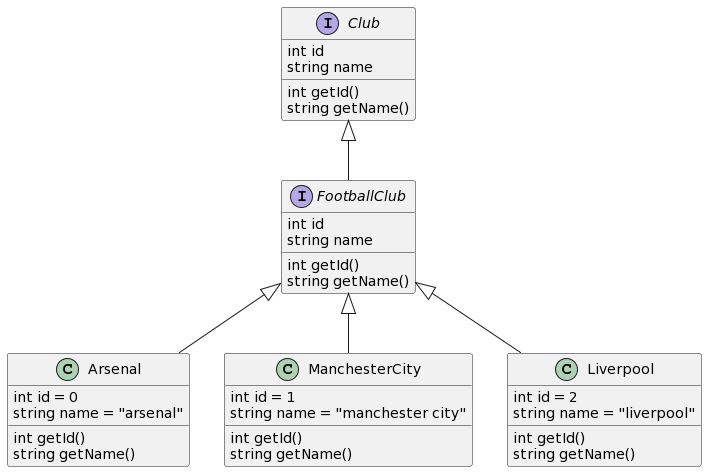 I Club
int id
string name
int getId()
string getName()
I FootballClub
int id
string name
int getId()
string getName()
C Arsenal
int id = 0
string name = "arsenal"
int getId()
string getName()
C ManchesterCity
int id = 1
string name = "manchester city"
int getId()
string getName()
C Liverpool
int id = 2
string name = "liverpool"
int getId()
string getName()